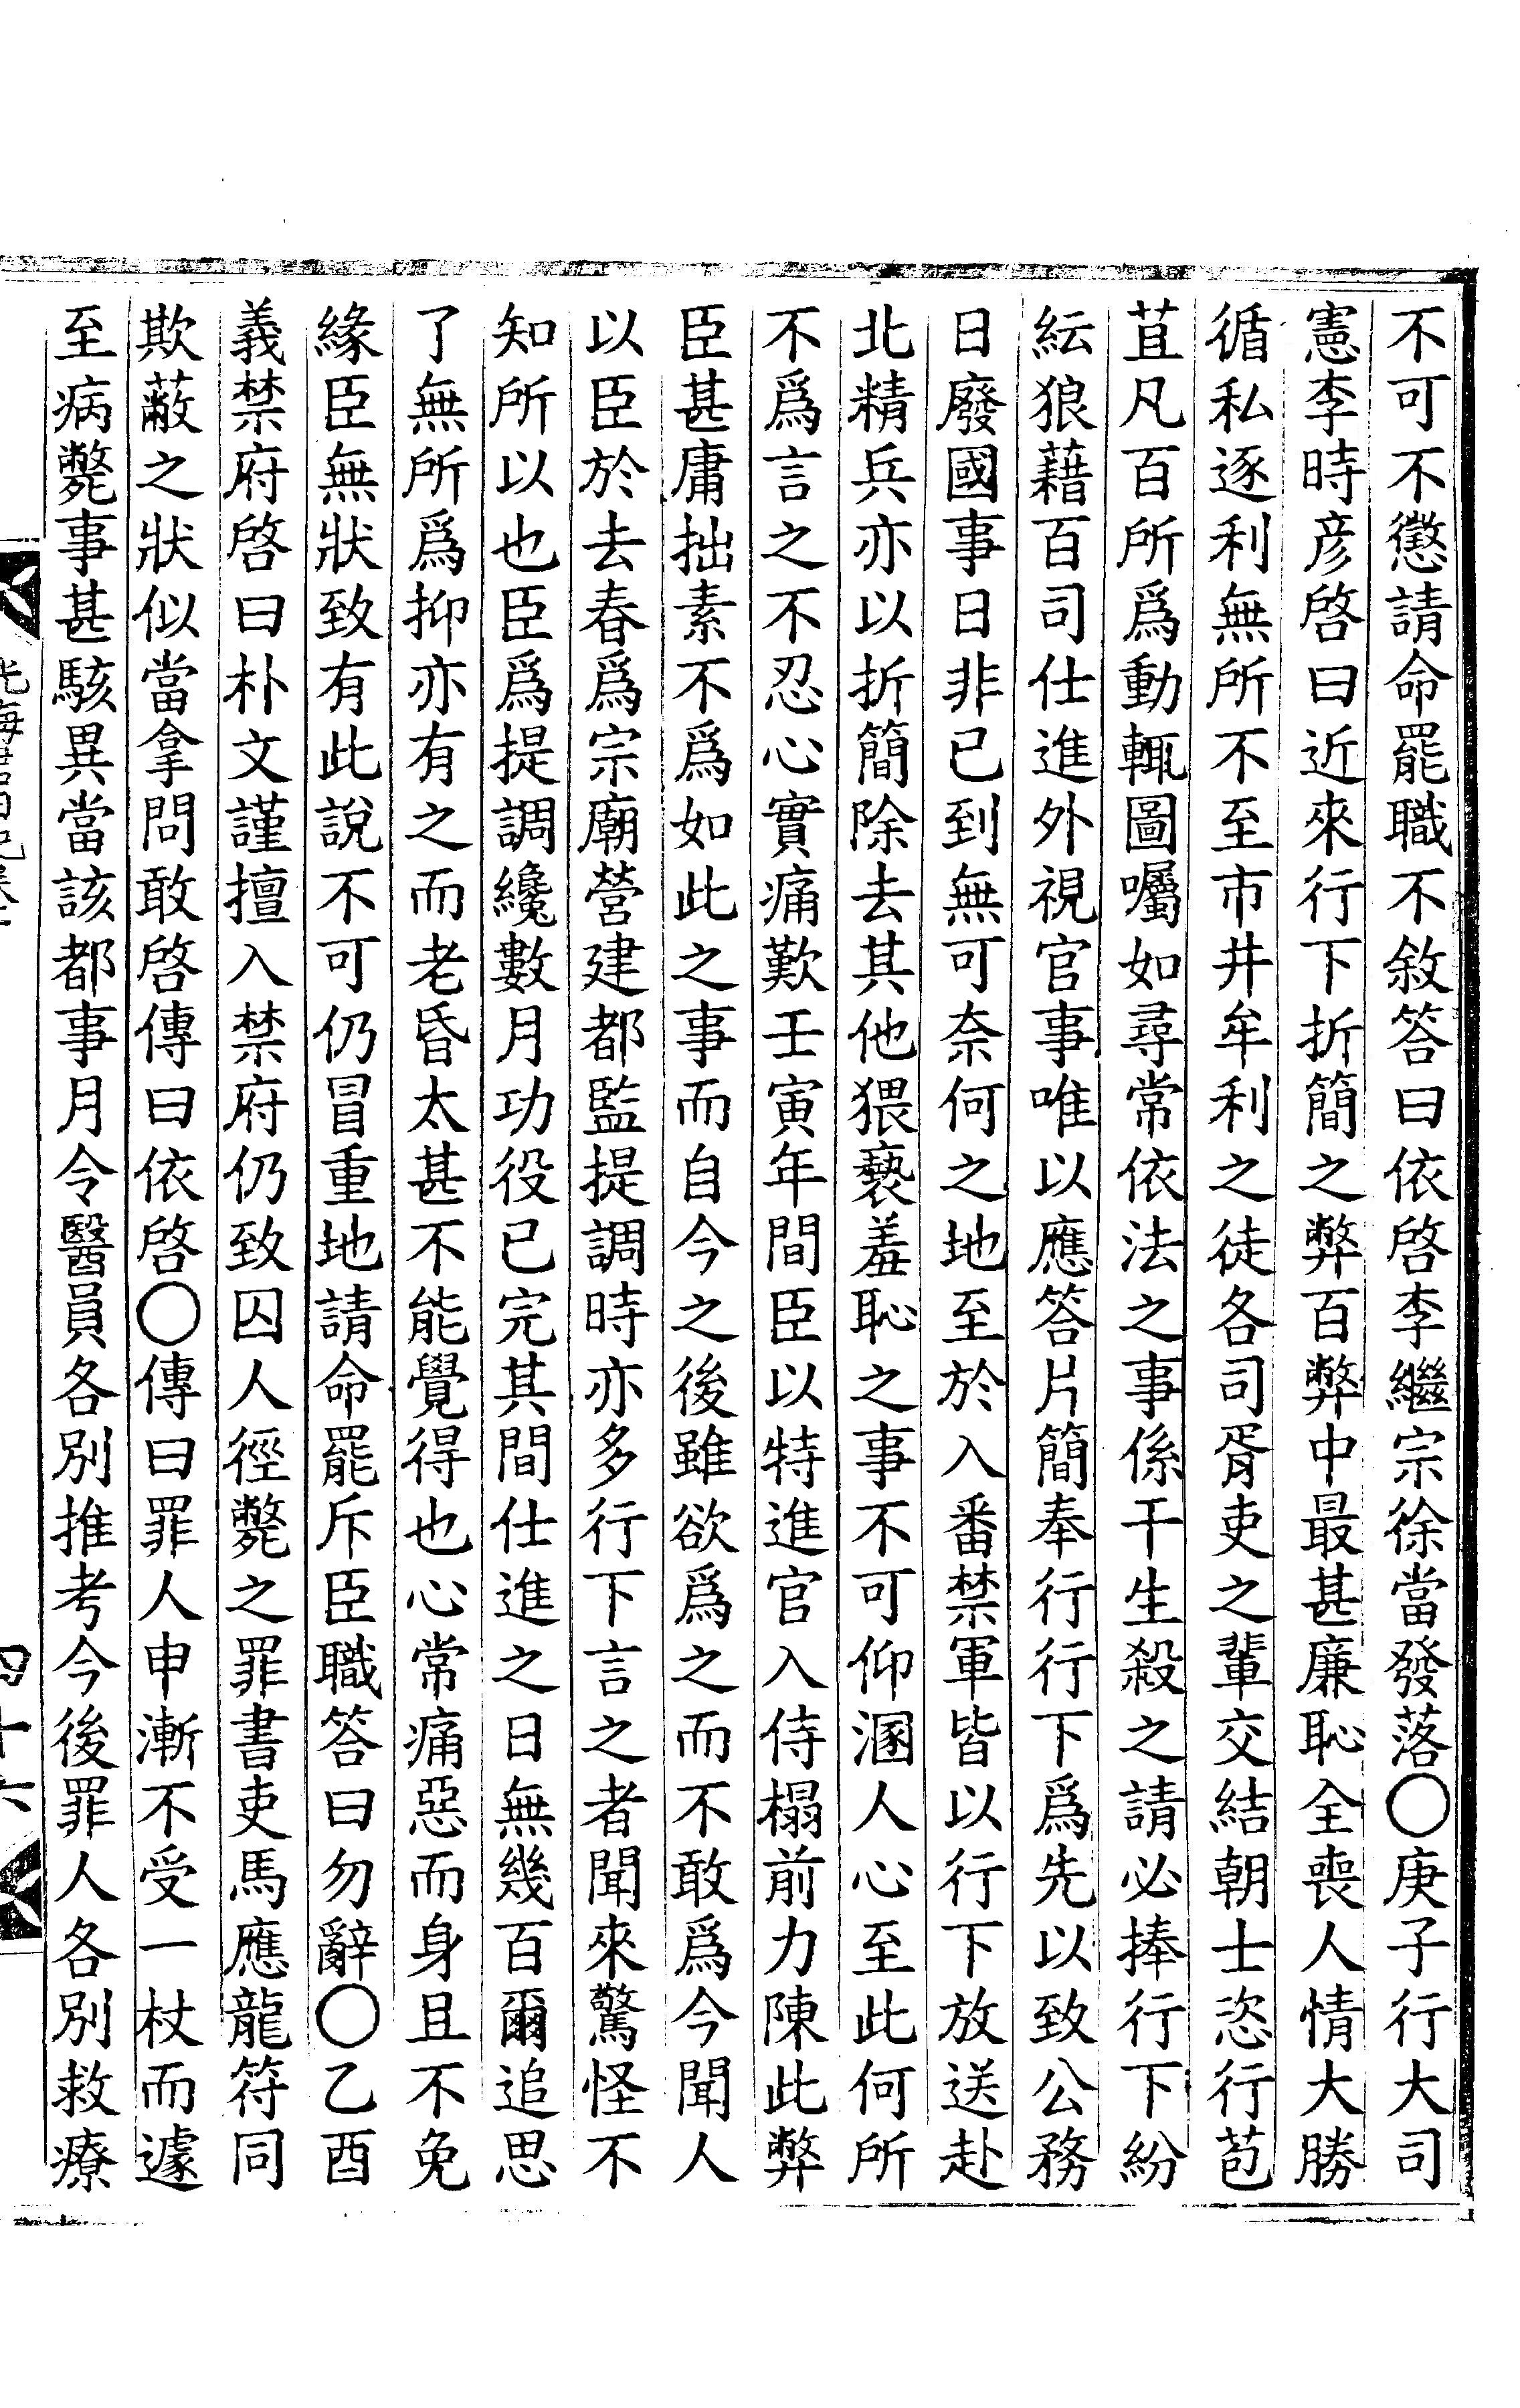 不可不懲請命罷職不敘答曰依啓李繼宗徐當發落○庚子行大司
憲李時彦啓曰近來行下折簡之弊百弊中最甚廉恥全喪人情大勝
循私逐利無所不至市井牟利之徒各司胥吏之輩交結朝士恣行苞
苴凡百所爲動輒圖囑如尋常依法之事係干生殺之請必捧行下紛
紜狼藉百司仕進外視官事唯以應答片簡奉行行下爲先以致公務
日廢國事日非已到無可奈何之地至於入番禁軍皆以行下放送赴
北精兵亦以折簡除去其他猥褻羞恥之事不可仰溷人心至此何所
不爲言之不忍心實痛歎壬寅年間臣以特進官入侍榻前力陳此弊
臣甚庸拙素不爲如此之事而自今之後雖欲爲之而不敢爲今聞人
以臣於去春爲宗廟營建都監提調時亦多行下言之者聞來驚怪不
知所以也臣爲提調纔數月功役已完其間仕進之日無幾百爾追思
了無所爲抑亦有之而老昏太甚不能覺得也心常痛惡而身且不免
緣臣無狀致有此說不可仍冒重地請命罷斥臣職答曰勿辭○乙酉
義禁府啓曰朴文謹擅入禁府仍致囚人徑斃之罪書吏馬應龍符同
欺蔽之狀似當拿問敢啓傳曰依啓○傳曰罪人申漸不受一杖而遽
至病斃事甚駭異當該都事月令醫員各別推考今後罪人各別救療